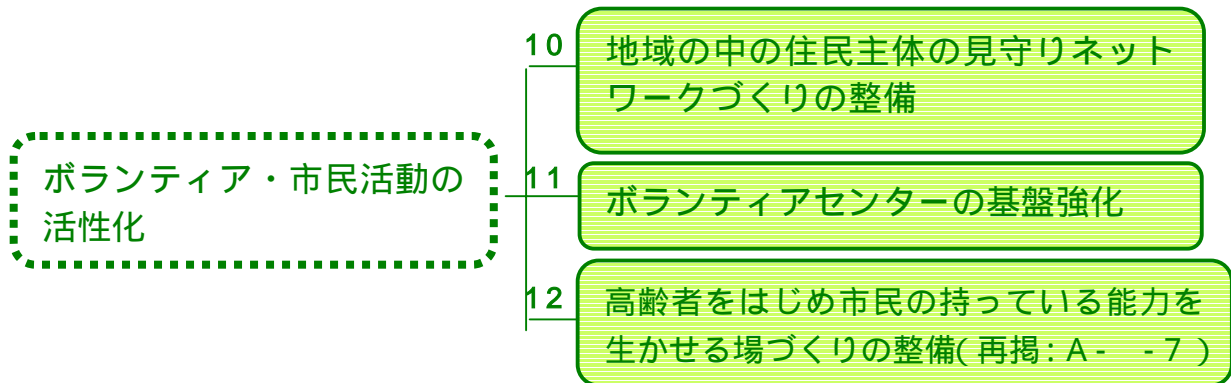 10
地域の中の住民主体の見守りネット
ワークづくりの整備
ボランティア・市民活動の
活性化
11
ボランティアセンターの基盤強化
12
高齢者をはじめ市民の持っている能力を
生かせる場づくりの整備(再掲:A- -7)